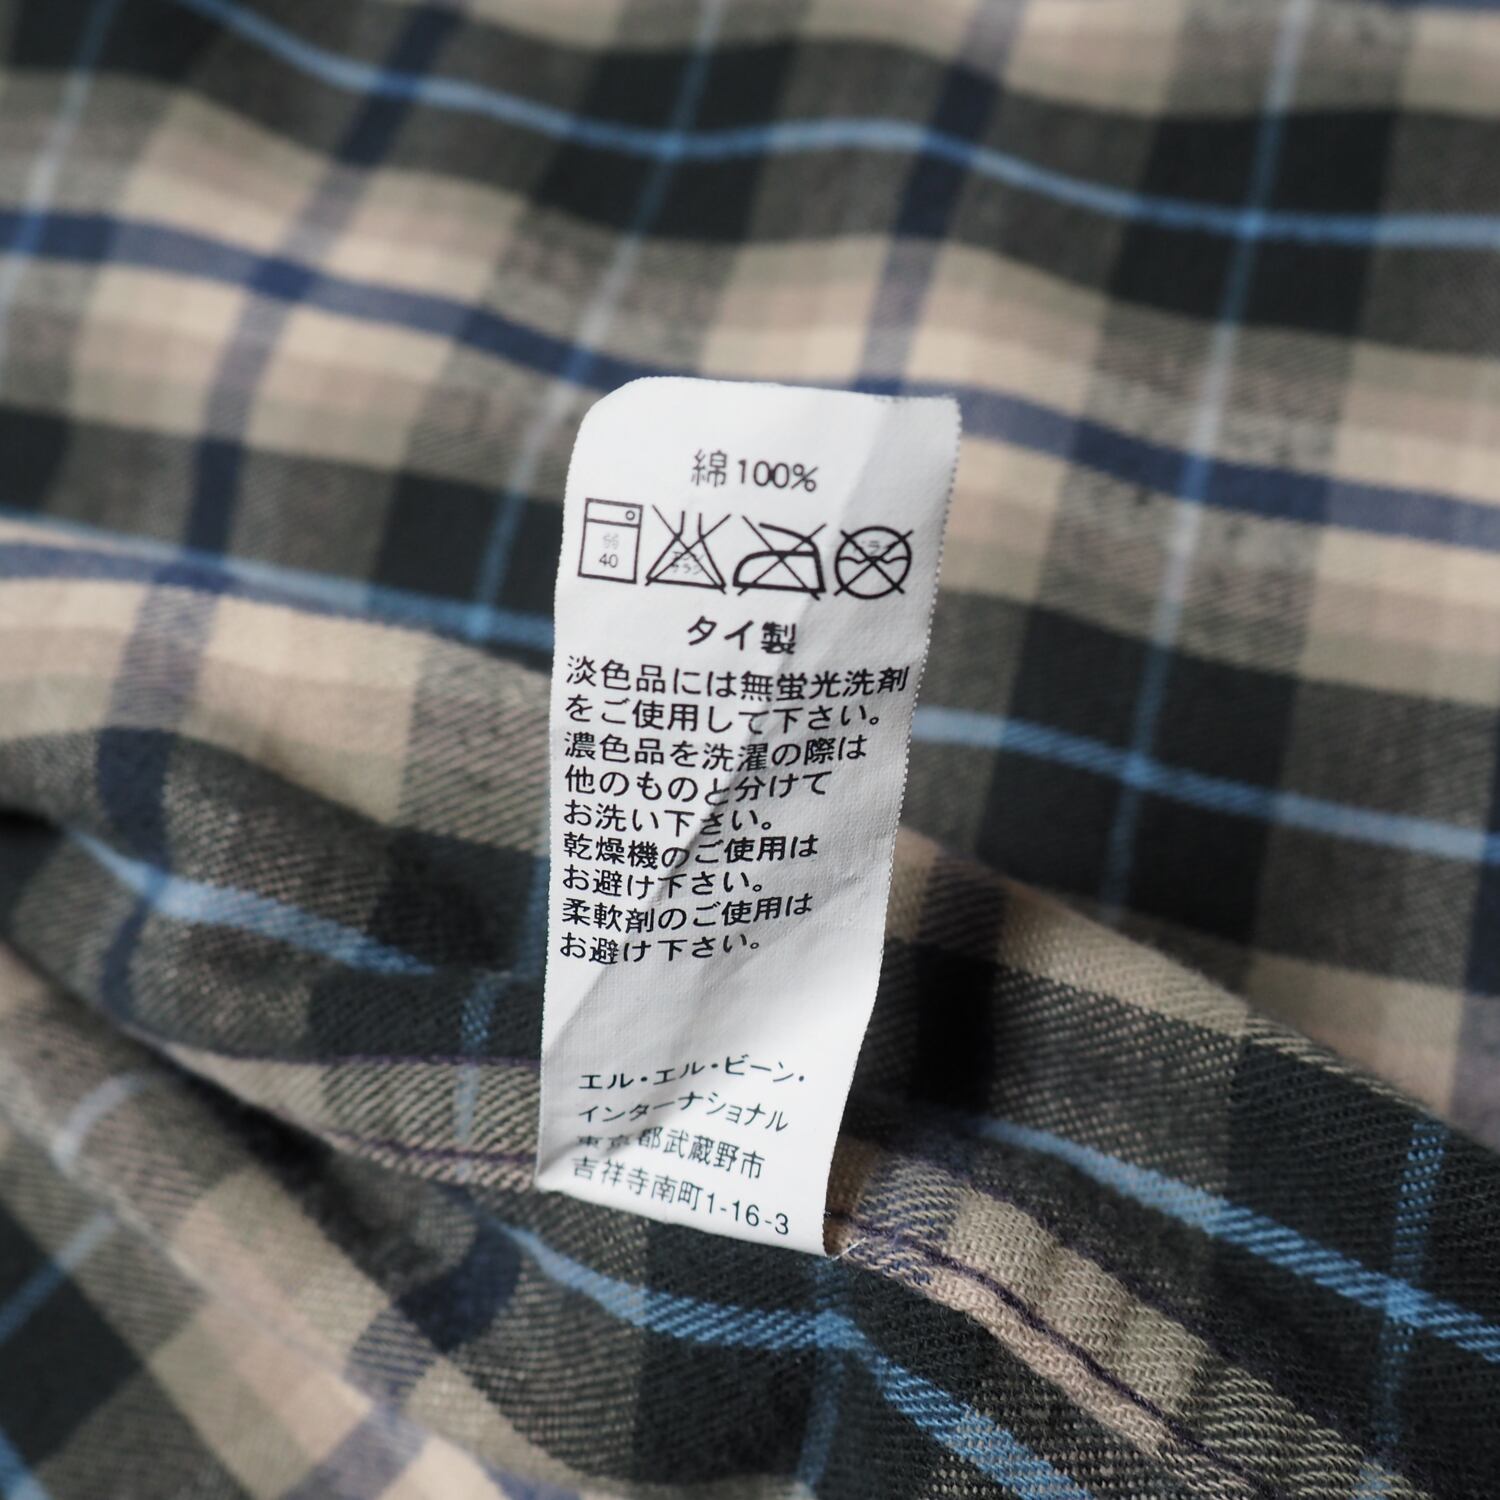 綿100%
40
タイ製
淡色品には無蛍光洗剤
をご使用して下さい。
濃色品を洗濯の際は
他のものと分けて
お洗い下さい。
乾燥機のご使用は
お避け下さい。
柔軟剤のご使用は
お避け下さい。
エル・エル・ビーン・
インターナショナル
東京都武蔵野市
吉祥寺南町1-16-3